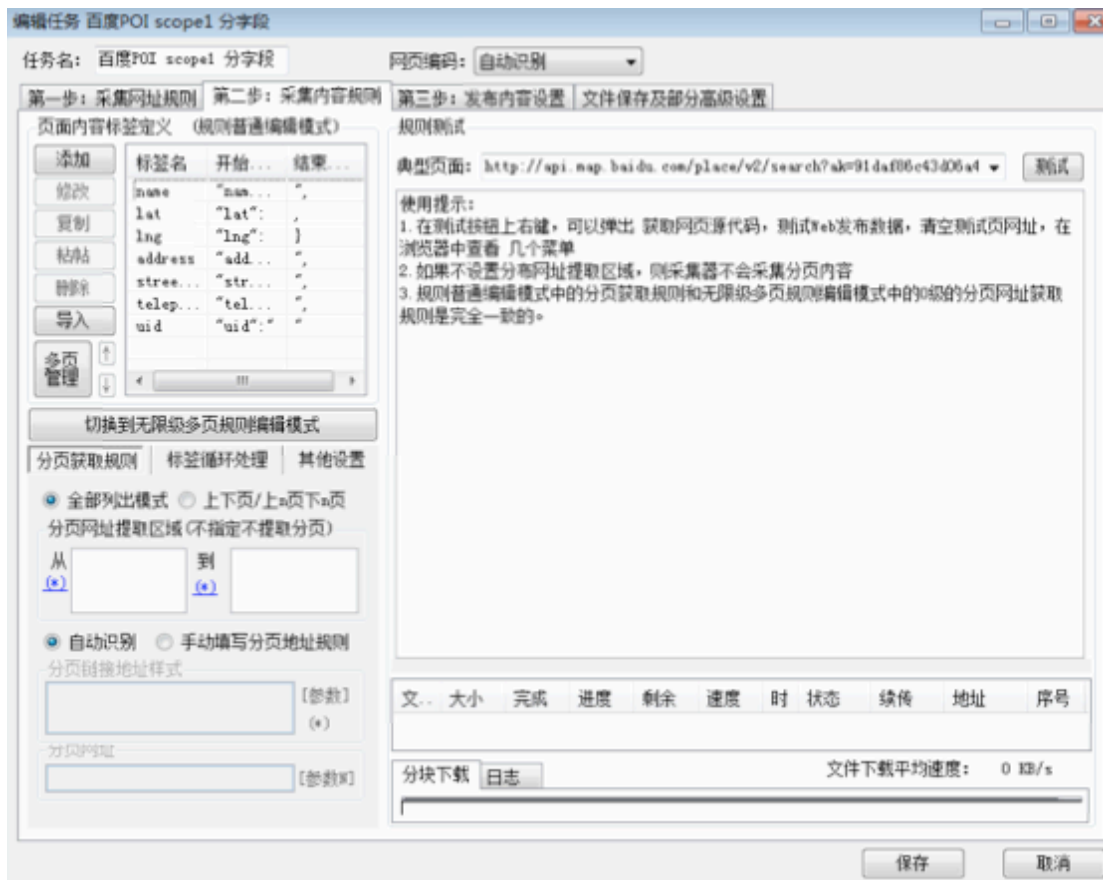 编辑任务 百度POI scope1 分字段
任务名: 百度POI scope1 分字段
网页编码: 自动识别
第一步: 采集网址规则 第二步: 采集内容规则 第三步: 发布内容设置 文件保存及部分高级设置
页面内容标签定义 (规则普通编辑模式)
添加
修改
复制
粘帖
删除
导入
多页管理
标签名 开始... 结束...
name "nam... ",
lat "lat": ,
lng "lng": }
address "add... ",
stree... "str... ",
telep... "tel... ",
uid "uid":" "
切换到无限级多页规则编辑模式
分页获取规则 标签循环处理 其他设置
全部列出模式 上下页/上n页下n页
分页网址提取区域(不指定不提取分页)
从 到
(*) (*)
自动识别 手动填写分页地址规则
分页链接地址样式
[参数]
(*)
分页网址
[参数N]
规则测试
典型页面: http://api.map.baidu.com/place/v2/search?ak=91daf86c43d06a4 测试
使用提示:
1. 在测试按钮上右键，可以弹出 获取网页源代码，测试Web发布数据，清空测试页网址，在
浏览器中查看 几个菜单
2. 如果不设置分布网址提取区域，则采集器不会采集分页内容
3. 规则普通编辑模式中的分页获取规则和无限级多页规则编辑模式中的0级的分页网址获取
规则是完全一致的。
文.. 大小 完成 进度 剩余 速度 时 状态 续传 地址 序号
分块下载 日志
文件下载平均速度: 0 KB/s
保存 取消